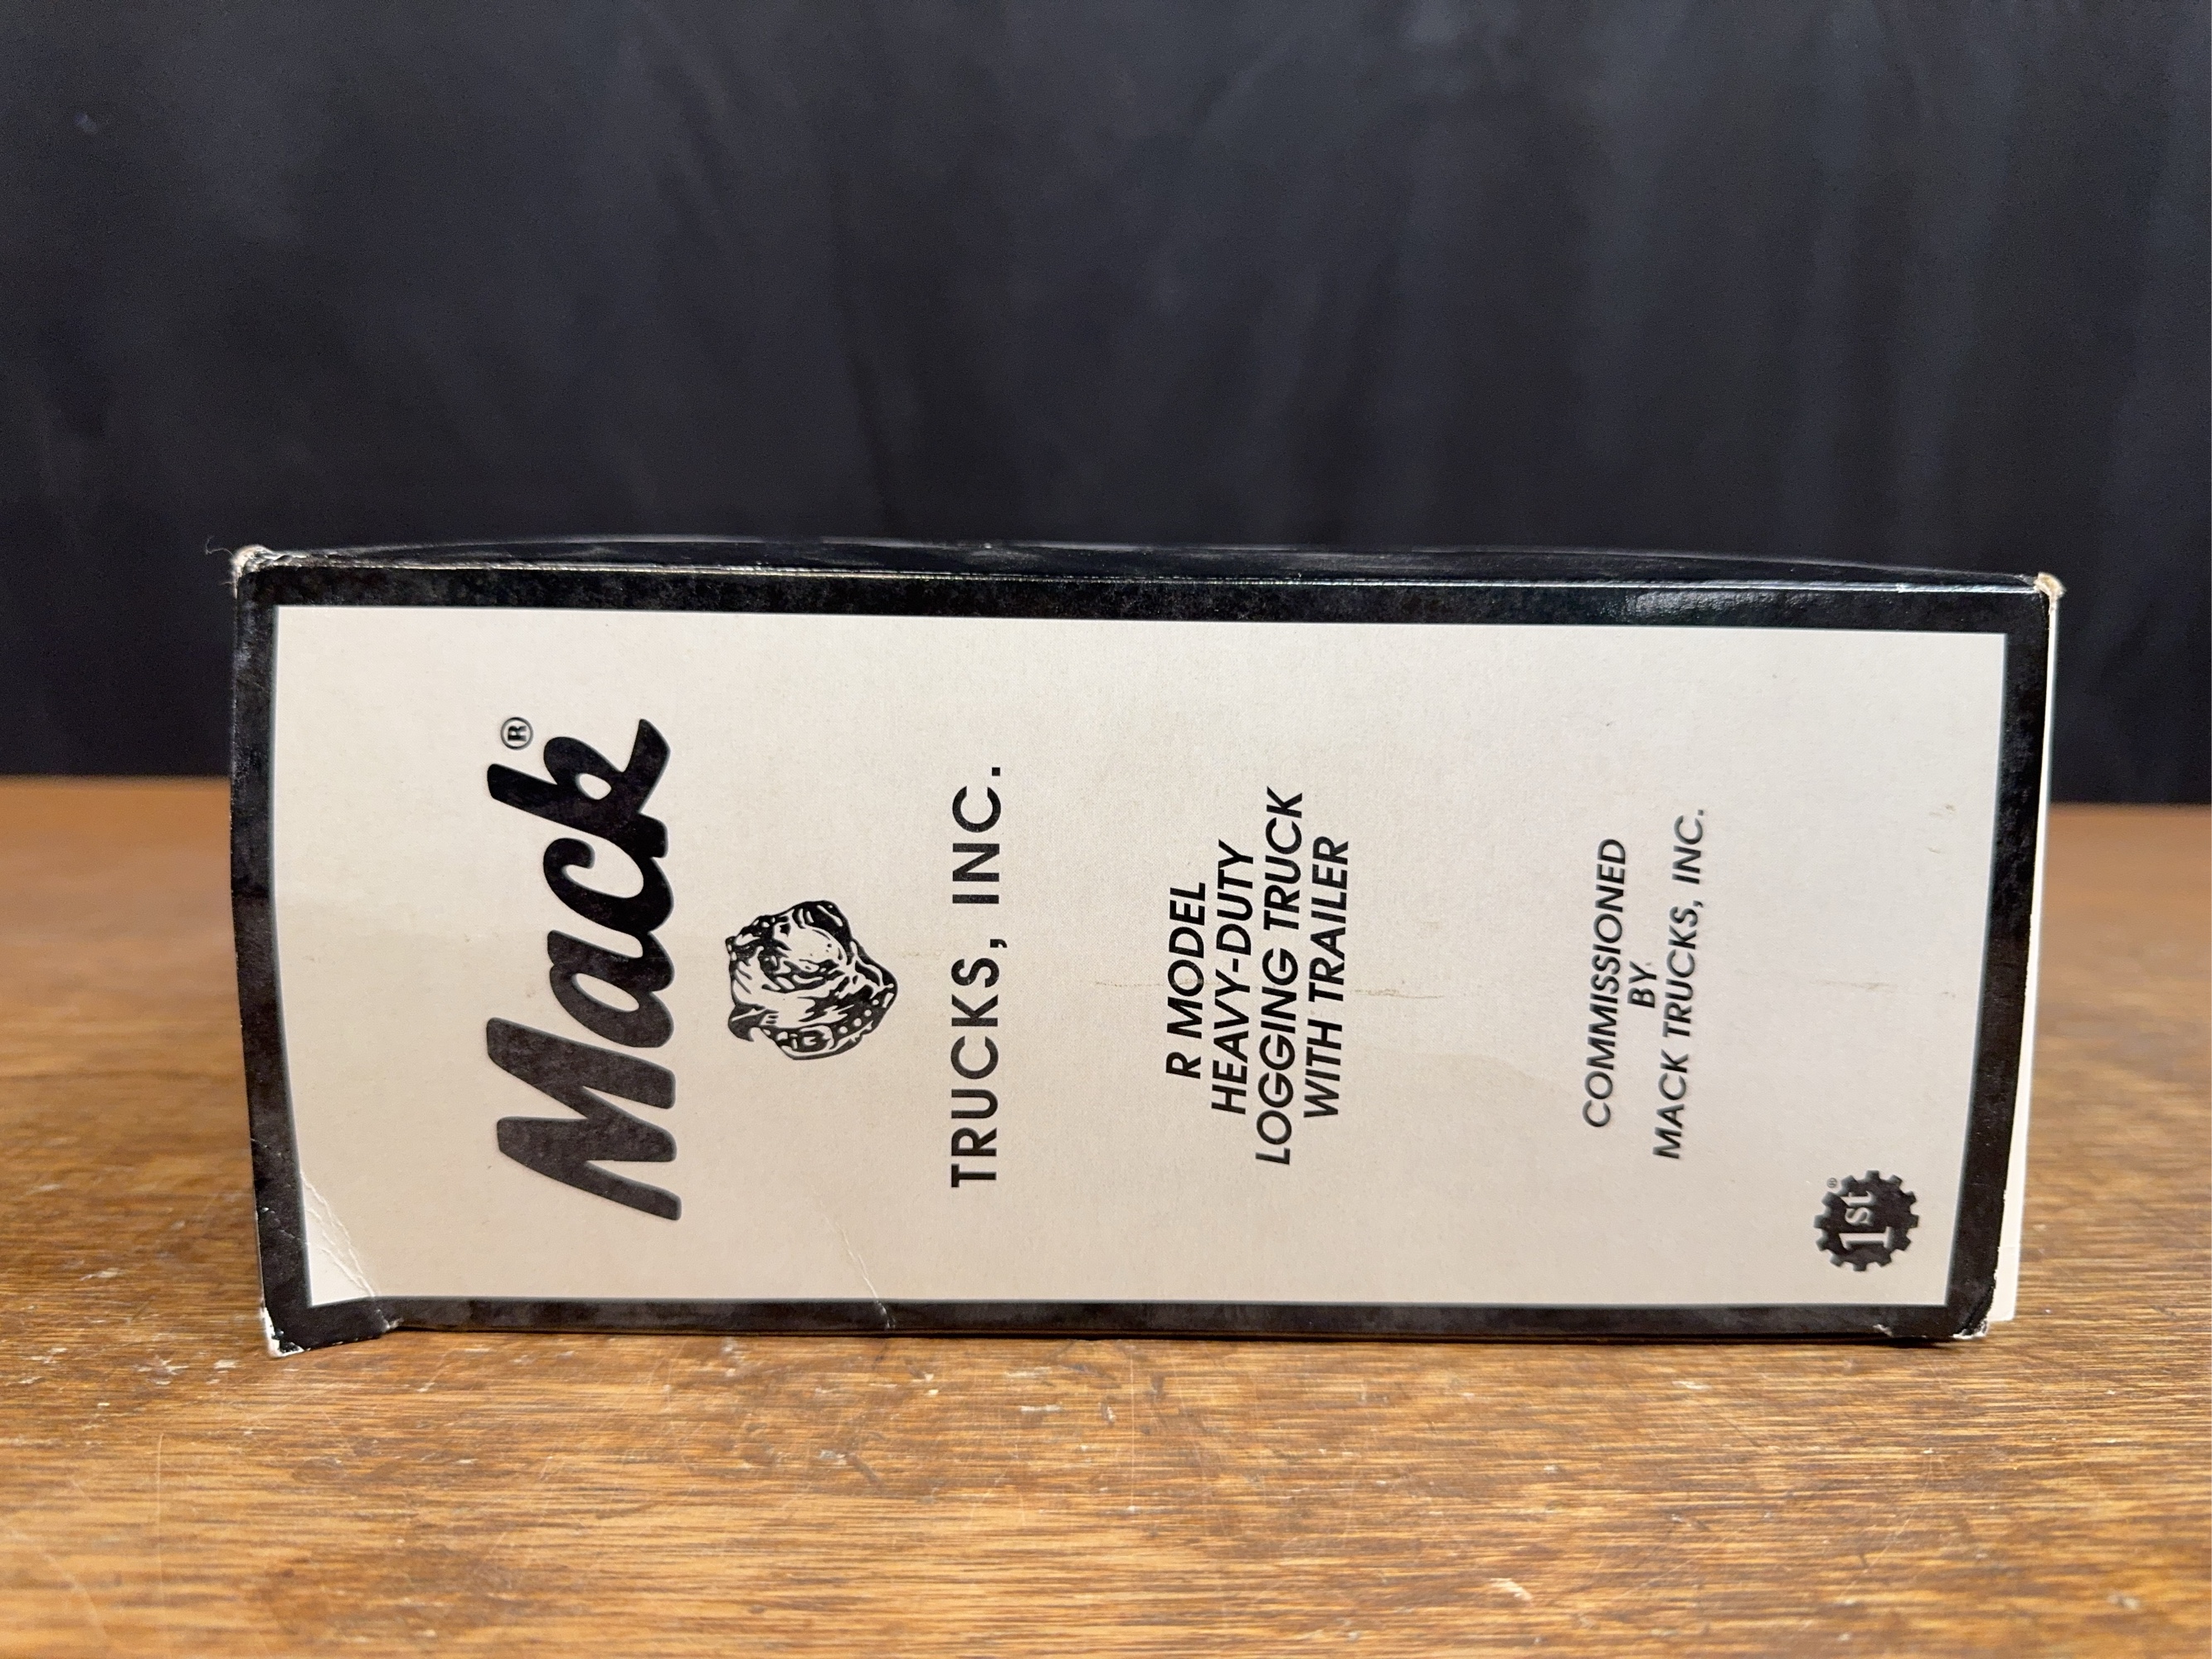 Mack®
TRUCKS, INC.
R MODEL
HEAVY-DUTY
LOGGING TRUCK
WITH TRAILER
COMMISSIONED
BY
MACK TRUCKS, INC.
1st®